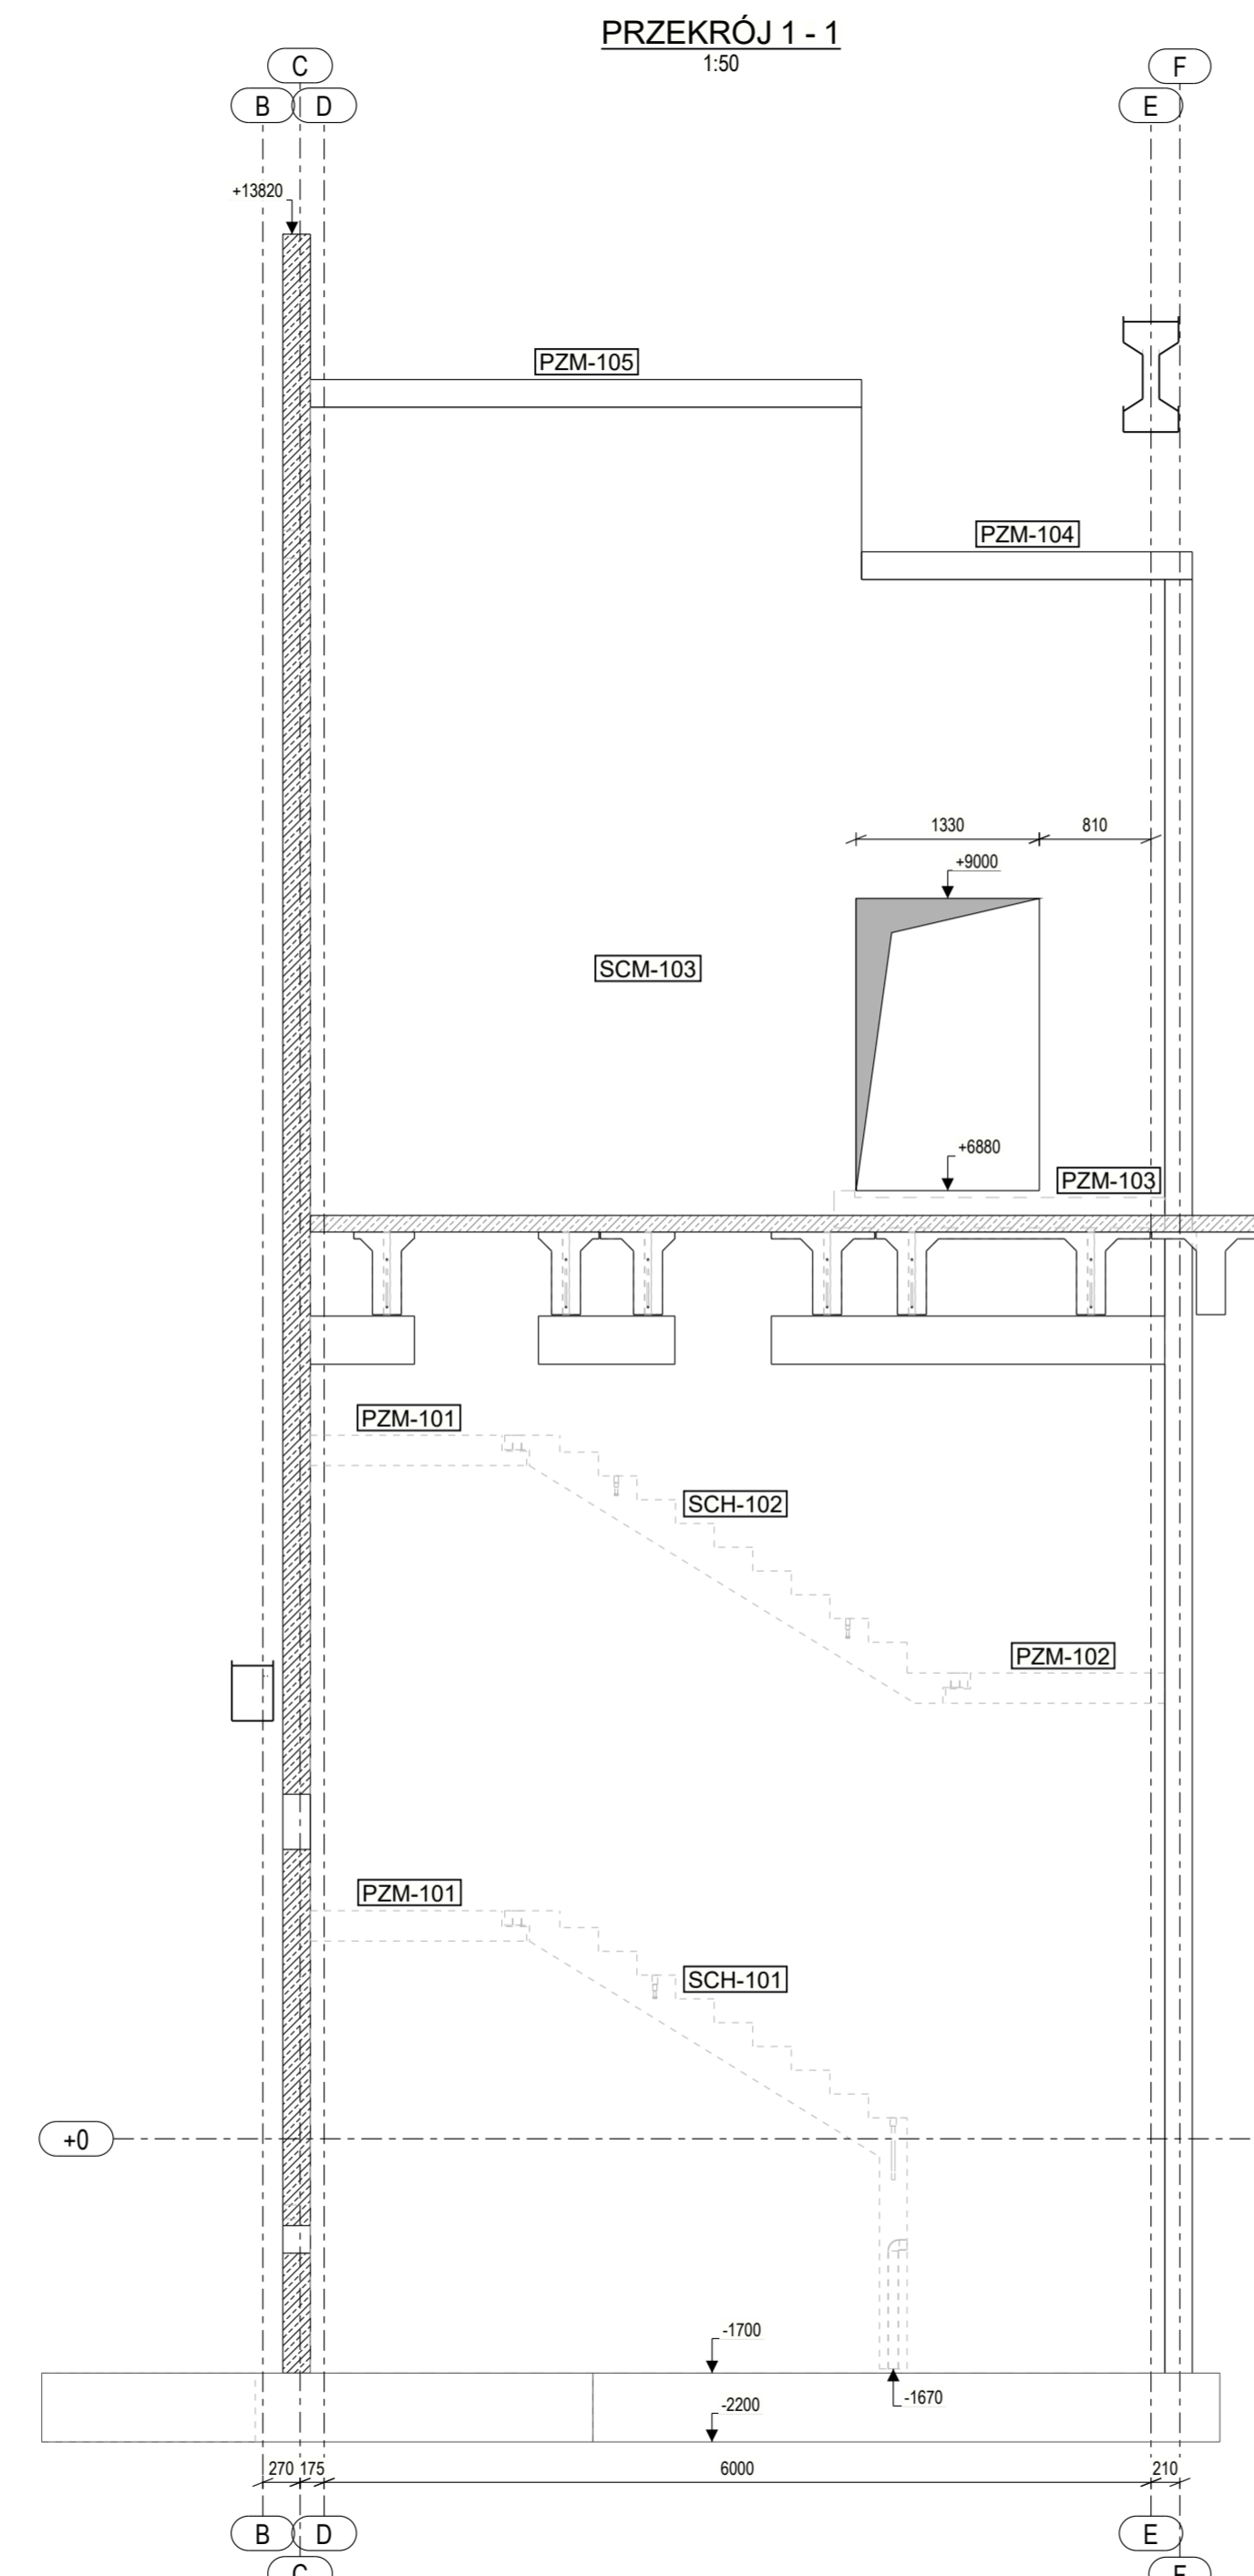 PRZEKRÓJ 1 - 1
1:50
C
F
B
D
E
+13820
PZM-105
PZM-104
1330
810
+9000
SCM-103
+6880
PZM-103
PZM-101
SCH-102
PZM-102
PZM-101
SCH-101
+0
-1700
-1670
-2200
270
175
6000
210
B
D
E
C
F